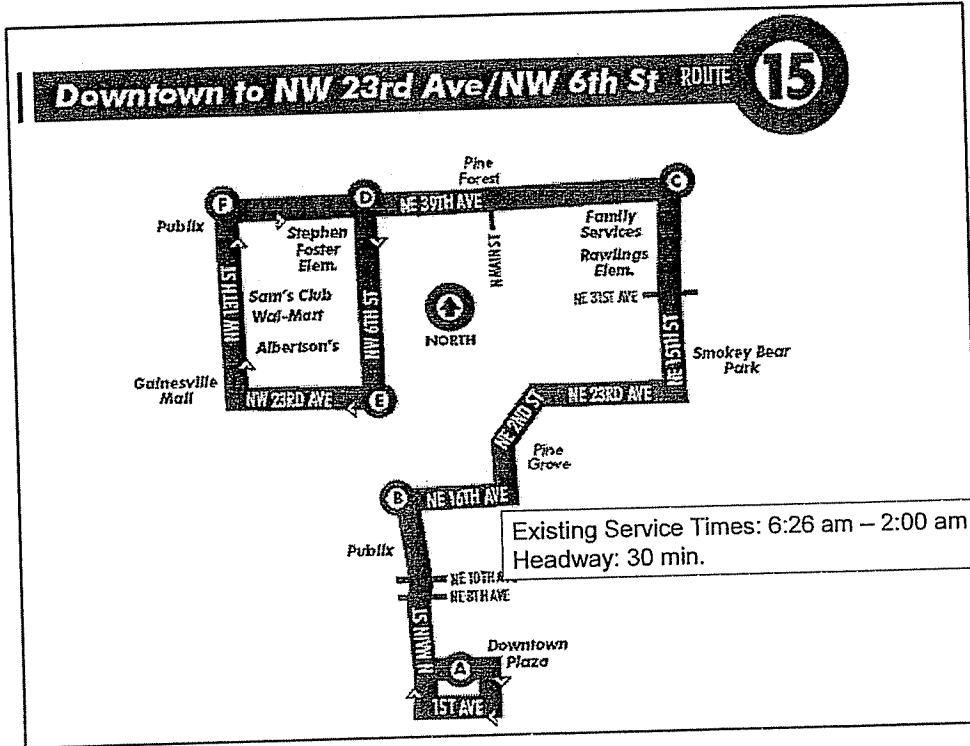 Downtown to NW 23rd Ave/NW 6th St ROUTE 15
Pine
Forest
F
D
C
NE 39TH AVE
Publix
Stephen
Foster
Elem.
N MAIN ST
Family
Services
Rawlings
Elem.
NW 13TH ST
Sam's Club
Wal-Mart
NW 6TH ST
NE 31ST AVE
NORTH
Albertson's
NE 15TH ST
Smokey Bear
Park
Gainesville
Mall
NW 23RD AVE
E
NE 23RD AVE
NE 2ND ST
Pine
Grove
B
NE 16TH AVE
Existing Service Times: 6:26 am – 2:00 am
Headway: 30 min.
Publix
NE 10TH AVE
NE 8TH AVE
N MAIN ST
Downtown
Plaza
A
1ST AVE